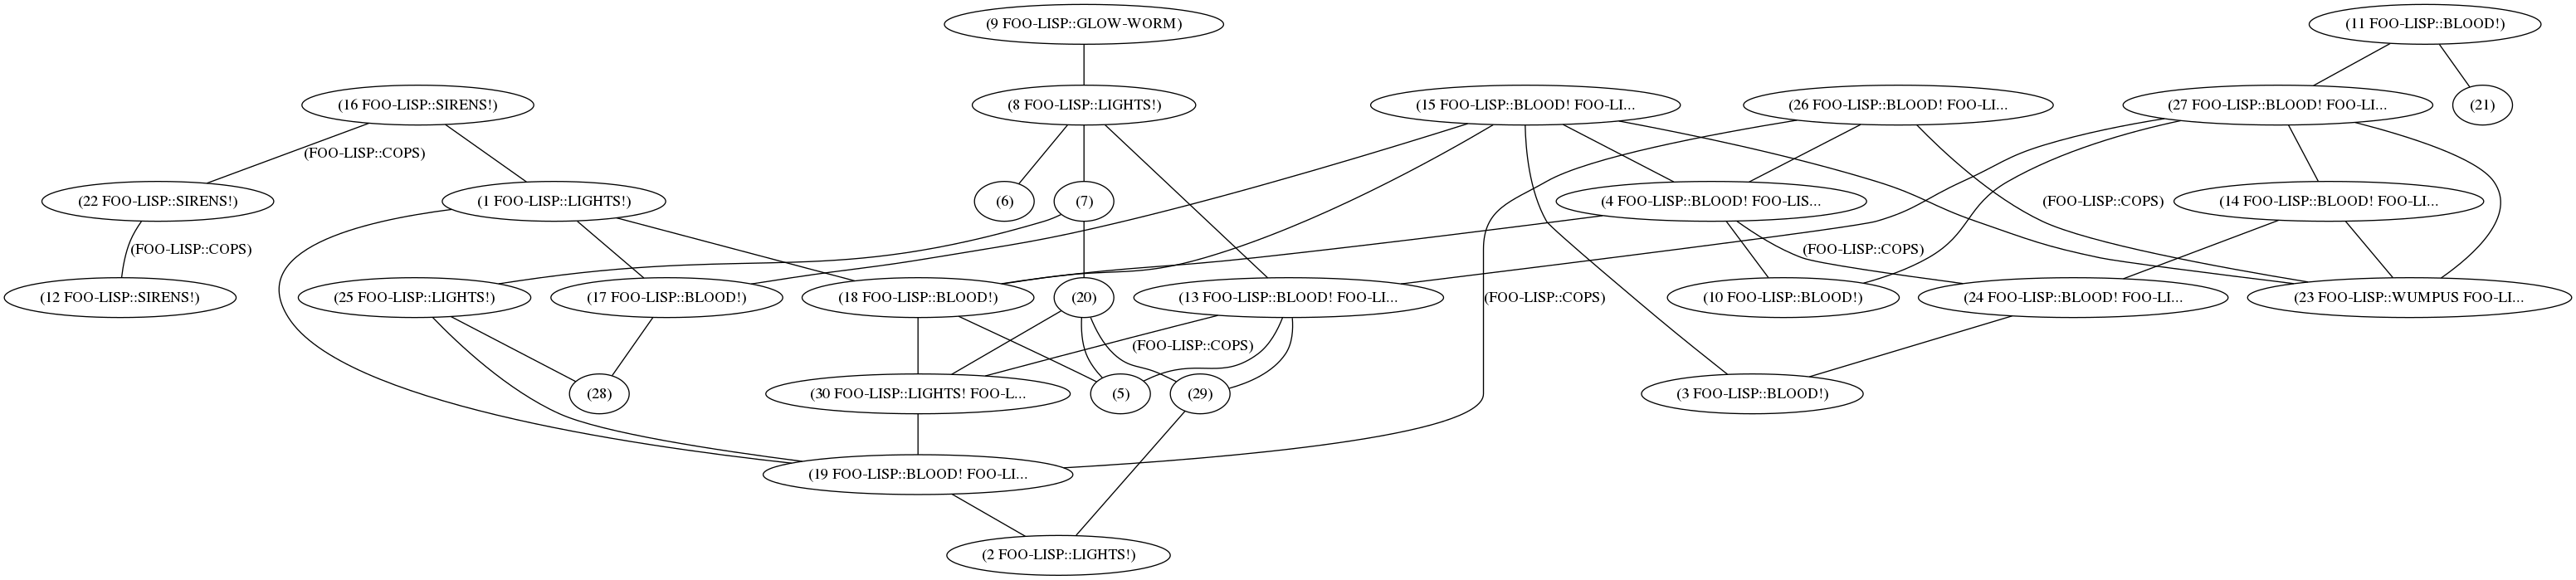 (9 FOO-LISP::GLOW-WORM)
(11 FOO-LISP::BLOOD!)
(16 FOO-LISP::SIRENS!)
(8 FOO-LISP::LIGHTS!)
(15 FOO-LISP::BLOOD! FOO-LI...
(26 FOO-LISP::BLOOD! FOO-LI...
(27 FOO-LISP::BLOOD! FOO-LI...
(21)
(FOO-LISP::COPS)
(22 FOO-LISP::SIRENS!)
(1 FOO-LISP::LIGHTS!)
(6)
(7)
(4 FOO-LISP::BLOOD! FOO-LIS...
(FOO-LISP::COPS)
(14 FOO-LISP::BLOOD! FOO-LI...
(FOO-LISP::COPS)
(FOO-LISP::COPS)
(12 FOO-LISP::SIRENS!)
(25 FOO-LISP::LIGHTS!)
(17 FOO-LISP::BLOOD!)
(18 FOO-LISP::BLOOD!)
(20)
(13 FOO-LISP::BLOOD! FOO-LI...
(FOO-LISP::COPS)
(10 FOO-LISP::BLOOD!)
(24 FOO-LISP::BLOOD! FOO-LI...
(23 FOO-LISP::WUMPUS FOO-LI...
(FOO-LISP::COPS)
(28)
(30 FOO-LISP::LIGHTS! FOO-L...
(5)
(29)
(3 FOO-LISP::BLOOD!)
(19 FOO-LISP::BLOOD! FOO-LI...
(2 FOO-LISP::LIGHTS!)